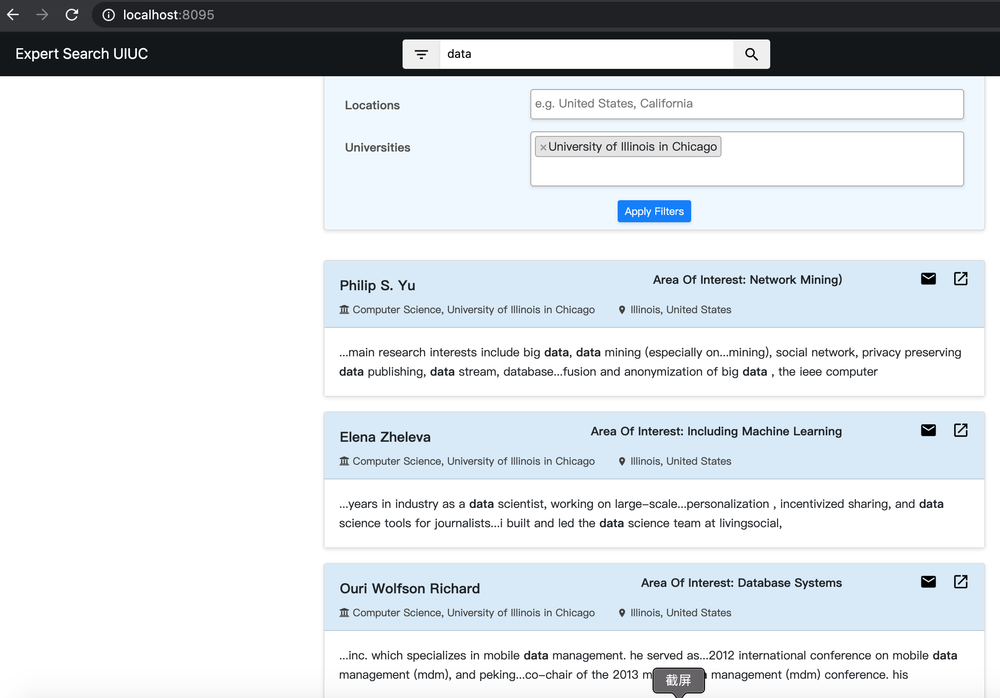 localhost:8095
Expert Search UIUC
data
Locations
e.g. United States, California
Universities
×University of Illinois in Chicago
Apply Filters
Philip S. Yu
Area Of Interest: Network Mining)
Computer Science, University of Illinois in Chicago
Illinois, United States
...main research interests include big data, data mining (especially on...mining), social network, privacy preserving
data publishing, data stream, database...fusion and anonymization of big data , the ieee computer
Elena Zheleva
Area Of Interest: Including Machine Learning
Computer Science, University of Illinois in Chicago
Illinois, United States
...years in industry as a data scientist, working on large-scale...personalization , incentivized sharing, and data
science tools for journalists...i built and led the data science team at livingsocial,
Ouri Wolfson Richard
Area Of Interest: Database Systems
Computer Science, University of Illinois in Chicago
Illinois, United States
...inc. which specializes in mobile data management. he served as...2012 international conference on mobile data
management (mdm), and peking...co-chair of the 2013 management (mdm) conference. his
截屏